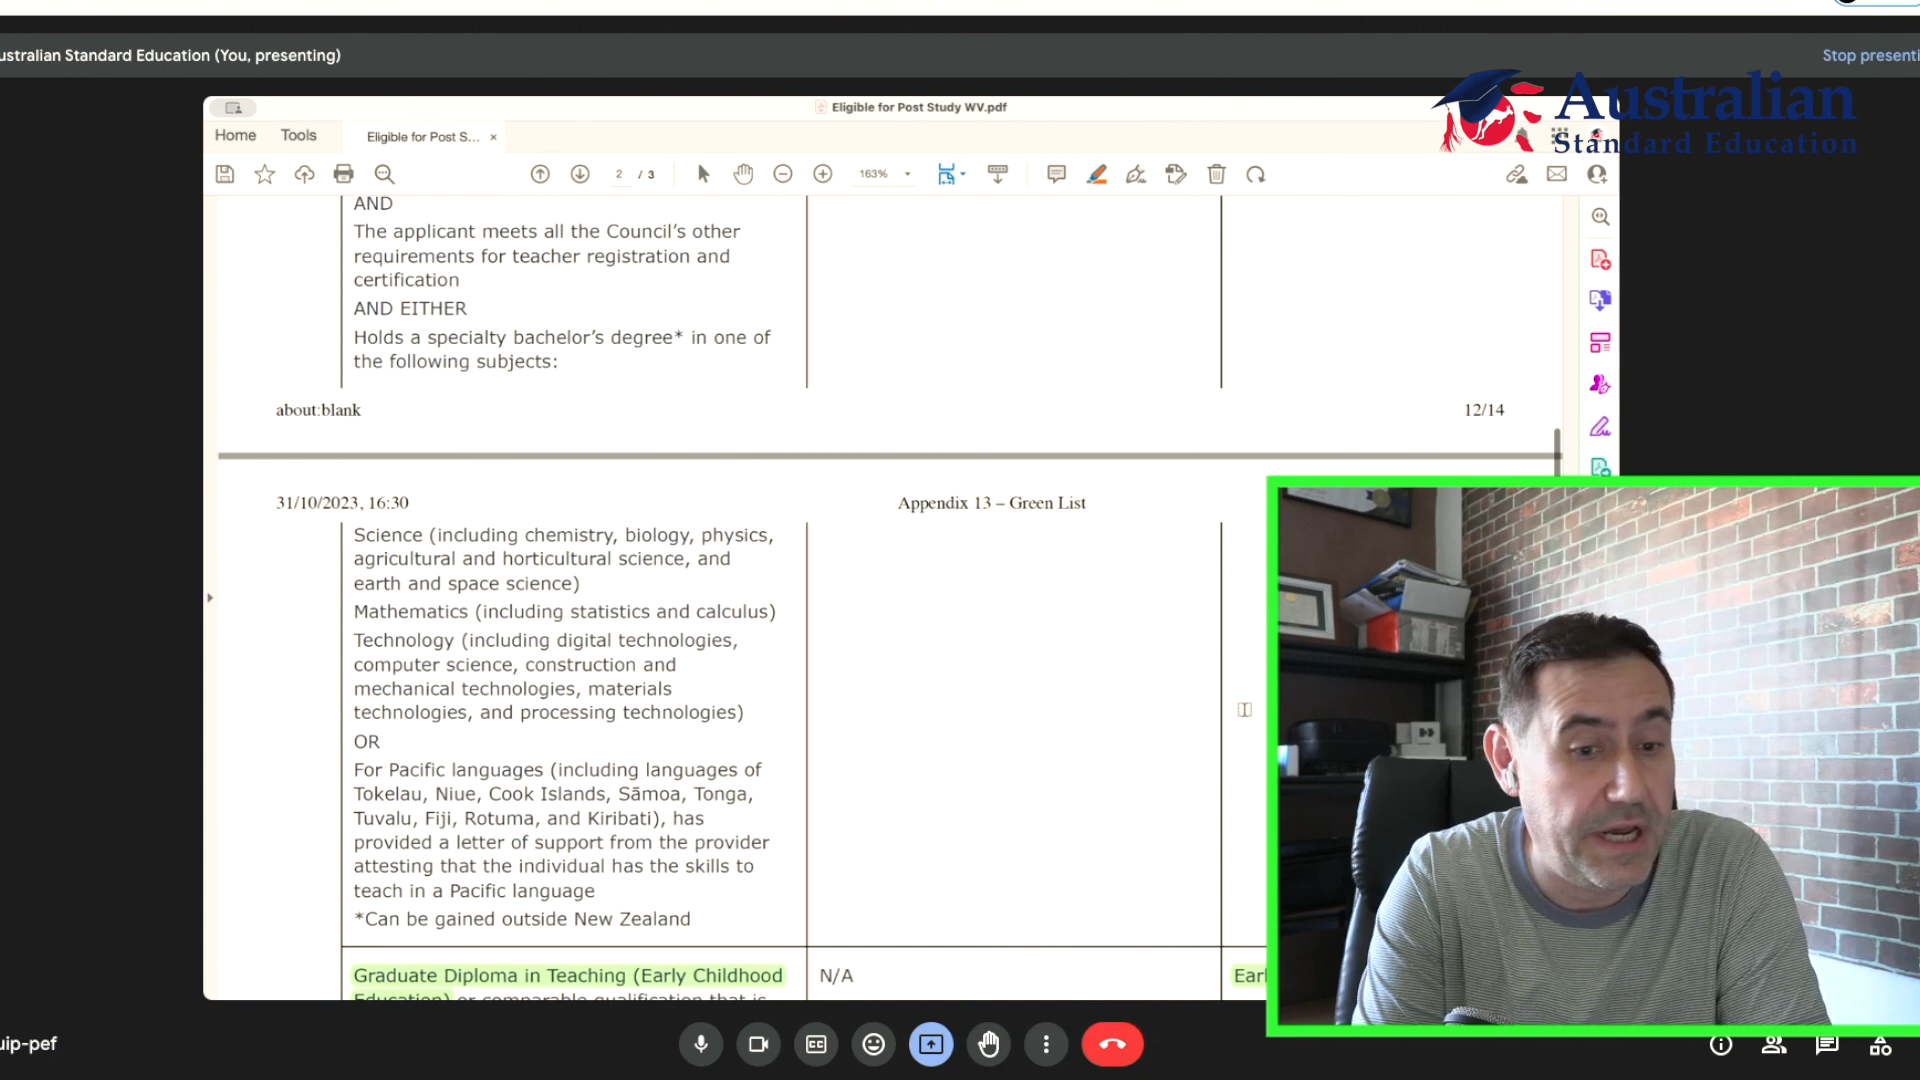 ustralian Standard Education (You, presenting)
Stop presenti
Australian
Standard Education
Eligible for Post Study WV.pdf
Home
Tools
Eligible for Post S...
2 / 3
163%
AND
The applicant meets all the Council’s other
requirements for teacher registration and
certification
AND EITHER
Holds a specialty bachelor’s degree* in one of
the following subjects:
about:blank
12/14
31/10/2023, 16:30
Appendix 13 – Green List
Science (including chemistry, biology, physics,
agricultural and horticultural science, and
earth and space science)
Mathematics (including statistics and calculus)
Technology (including digital technologies,
computer science, construction and
mechanical technologies, materials
technologies, and processing technologies)
OR
For Pacific languages (including languages of
Tokelau, Niue, Cook Islands, Sāmoa, Tonga,
Tuvalu, Fiji, Rotuma, and Kiribati), has
provided a letter of support from the provider
attesting that the individual has the skills to
teach in a Pacific language
*Can be gained outside New Zealand
Graduate Diploma in Teaching (Early Childhood
N/A
Earl
Education) or comparable qualification that is
uip-pef